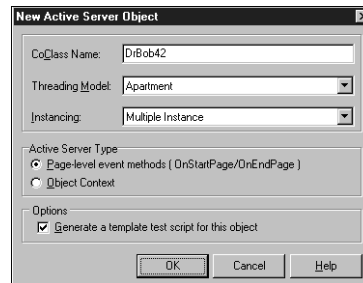 New Active Server Object
CoClass Name: DrBob42
Threading Model: Apartment
Instancing: Multiple Instance
Active Server Type
Page-level event methods ( OnStartPage/OnEndPage )
Object Context
Options
Generate a template test script for this object
OK Cancel Help